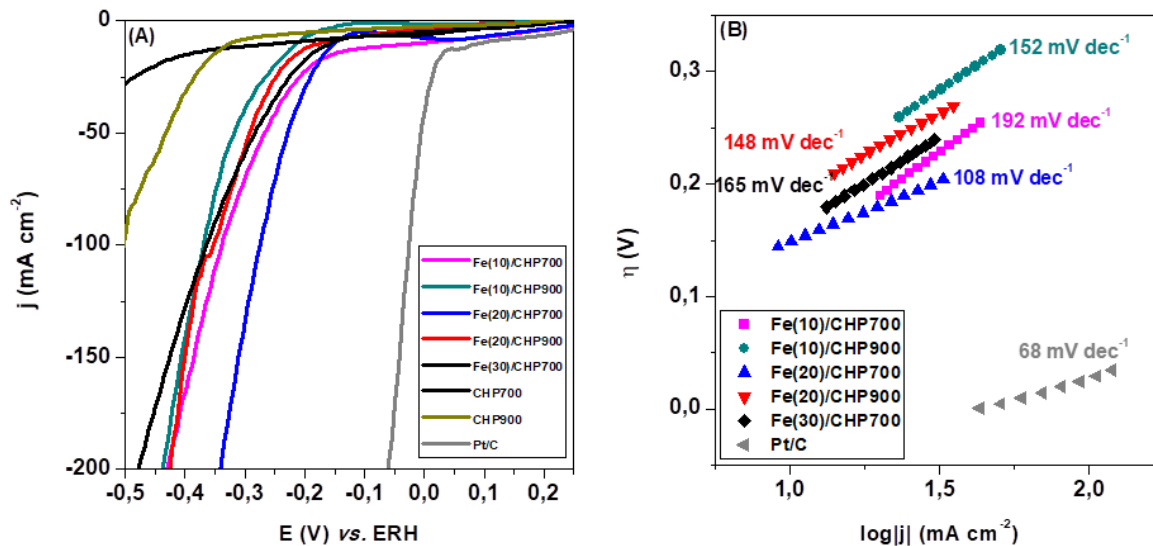 (A)
0
-50
-100
-150
-200
j (mA cm⁻²)
-0,5 -0,4 -0,3 -0,2 -0,1 0,0 0,1 0,2
E (V) vs. ERH
Fe(10)/CHP700
Fe(10)/CHP900
Fe(20)/CHP700
Fe(20)/CHP900
Fe(30)/CHP700
CHP700
CHP900
Pt/C
(B)
0,3
0,2
0,1
0,0
η (V)
152 mV dec⁻¹
192 mV dec⁻¹
148 mV dec⁻¹
165 mV dec⁻¹
108 mV dec⁻¹
68 mV dec⁻¹
Fe(10)/CHP700
Fe(10)/CHP900
Fe(20)/CHP700
Fe(20)/CHP900
Fe(30)/CHP700
Pt/C
1,0 1,5 2,0
log|j| (mA cm⁻²)